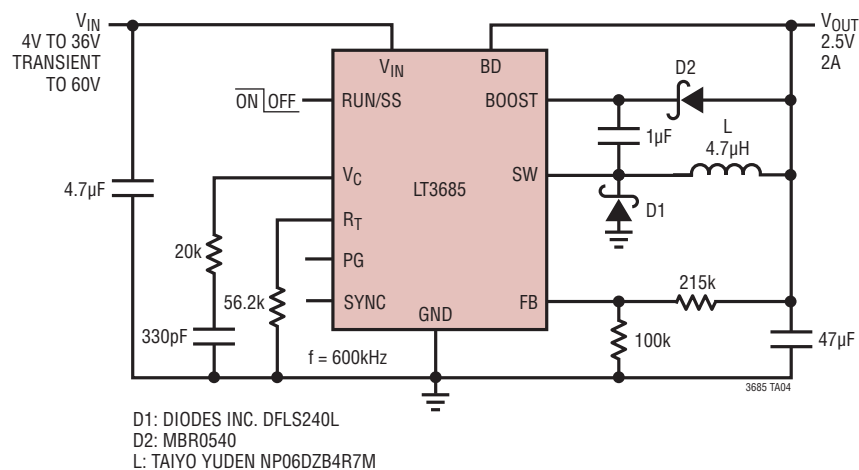 VIN
4V TO 36V
TRANSIENT
TO 60V
VOUT
2.5V
2A
VIN
BD
RUN/SS
BOOST
ON OFF
D2
1µF
L
4.7µH
4.7µF
VC
LT3685
SW
D1
RT
20k
PG
56.2k
SYNC
FB
215k
GND
330pF
f = 600kHz
100k
47µF
3685 TA04
D1: DIODES INC. DFLS240L
D2: MBR0540
L: TAIYO YUDEN NP06DZB4R7M